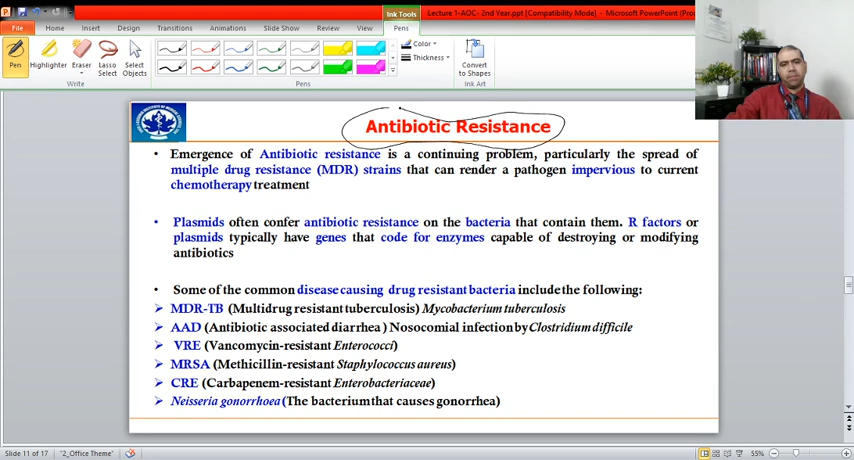 Ink Tools
Lecture 1-AOC- 2nd Year.ppt [Compatibility Mode] - Microsoft PowerPoint (Pro
File Home Insert Design Transitions Animations Slide Show Review View Pens
Pen Highlighter Eraser Lasso Select Select Objects
Color
Thickness
Convert to Shapes
Write Pens Ink Art
Antibiotic Resistance
• Emergence of Antibiotic resistance is a continuing problem, particularly the spread of
multiple drug resistance (MDR) strains that can render a pathogen impervious to current
chemotherapy treatment
• Plasmids often confer antibiotic resistance on the bacteria that contain them. R factors or
plasmids typically have genes that code for enzymes capable of destroying or modifying
antibiotics
• Some of the common disease causing drug resistant bacteria include the following:
➢ MDR-TB (Multidrug resistant tuberculosis) Mycobacterium tuberculosis
➢ AAD (Antibiotic associated diarrhea ) Nosocomial infection by Clostridium difficile
➢ VRE (Vancomycin-resistant Enterococci)
➢ MRSA (Methicillin-resistant Staphylococcus aureus)
➢ CRE (Carbapenem-resistant Enterobacteriaceae)
➢ Neisseria gonorrhoea (The bacterium that causes gonorrhea)
Slide 11 of 17 "2_Office Theme" 55%